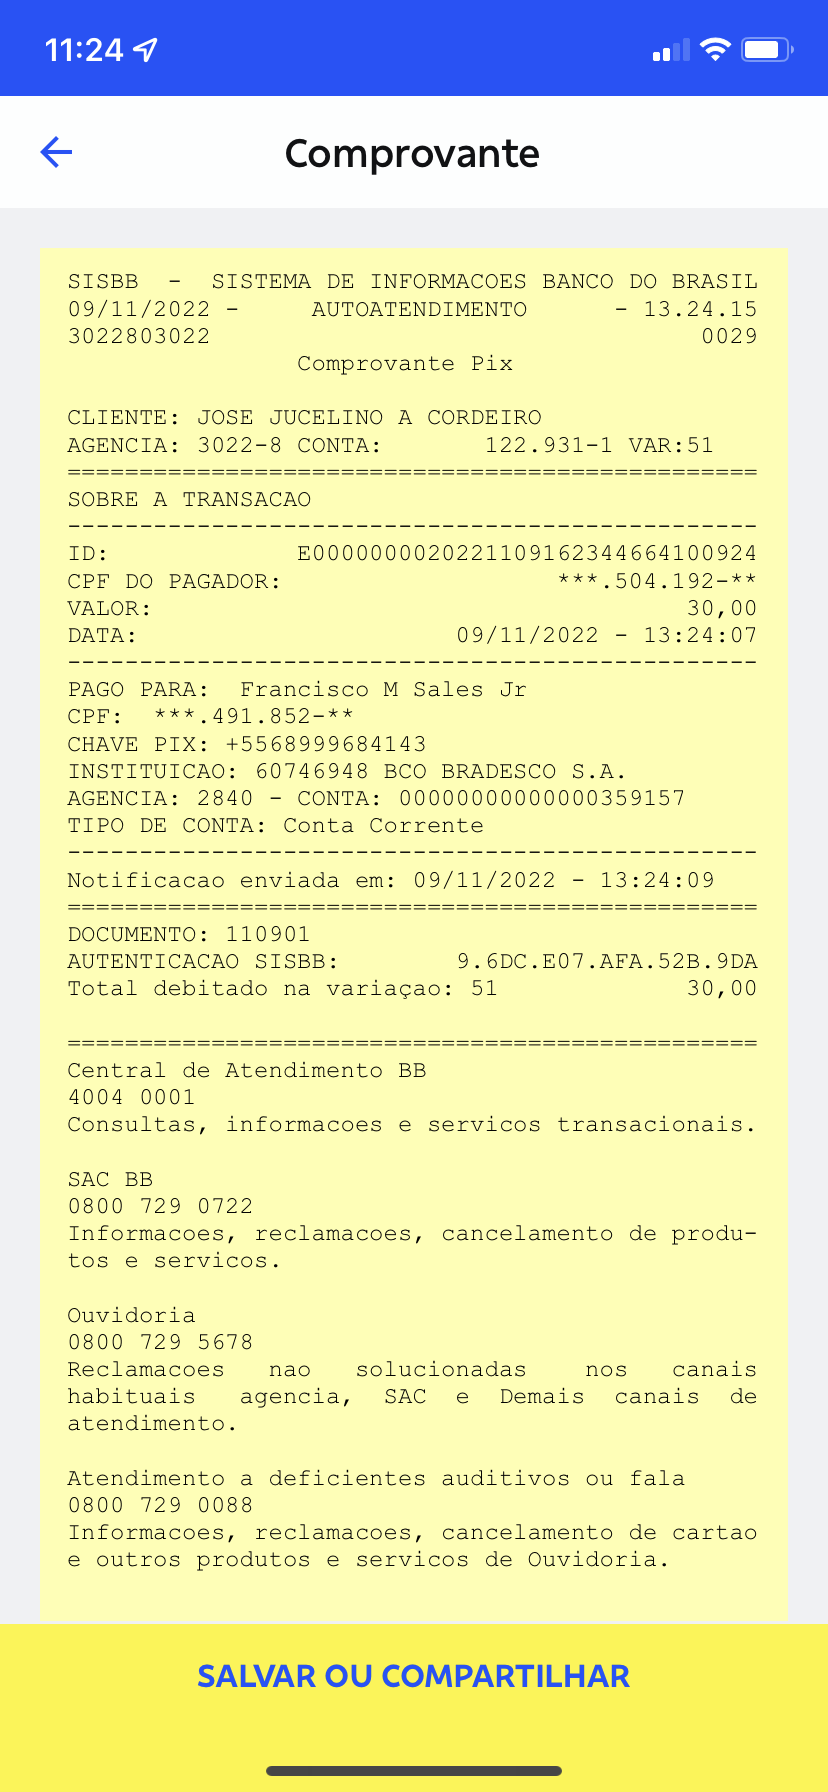 11:24
Comprovante
SISBB  -  SISTEMA DE INFORMACOES BANCO DO BRASIL
09/11/2022 -     AUTOATENDIMENTO      - 13.24.15
3022803022                                  0029
Comprovante Pix
CLIENTE: JOSE JUCELINO A CORDEIRO
AGENCIA: 3022-8 CONTA:       122.931-1 VAR:51
================================================
SOBRE A TRANSACAO
------------------------------------------------
ID:             E0000000020221109162344664100924
CPF DO PAGADOR:                   ***.504.192-**
VALOR:                                     30,00
DATA:                      09/11/2022 - 13:24:07
------------------------------------------------
PAGO PARA:  Francisco M Sales Jr
CPF:  ***.491.852-**
CHAVE PIX: +5568999684143
INSTITUICAO: 60746948 BCO BRADESCO S.A.
AGENCIA: 2840 - CONTA: 00000000000000359157
TIPO DE CONTA: Conta Corrente
------------------------------------------------
Notificacao enviada em: 09/11/2022 - 13:24:09
================================================
DOCUMENTO: 110901
AUTENTICACAO SISBB:        9.6DC.E07.AFA.52B.9DA
Total debitado na variaçao: 51             30,00
================================================
Central de Atendimento BB
4004 0001
Consultas, informacoes e servicos transacionais.
SAC BB
0800 729 0722
Informacoes, reclamacoes, cancelamento de produ-
tos e servicos.
Ouvidoria
0800 729 5678
Reclamacoes   nao   solucionadas    nos   canais
habituais   agencia,  SAC  e  Demais  canais  de
atendimento.
Atendimento a deficientes auditivos ou fala
0800 729 0088
Informacoes, reclamacoes, cancelamento de cartao
e outros produtos e servicos de Ouvidoria.
SALVAR OU COMPARTILHAR